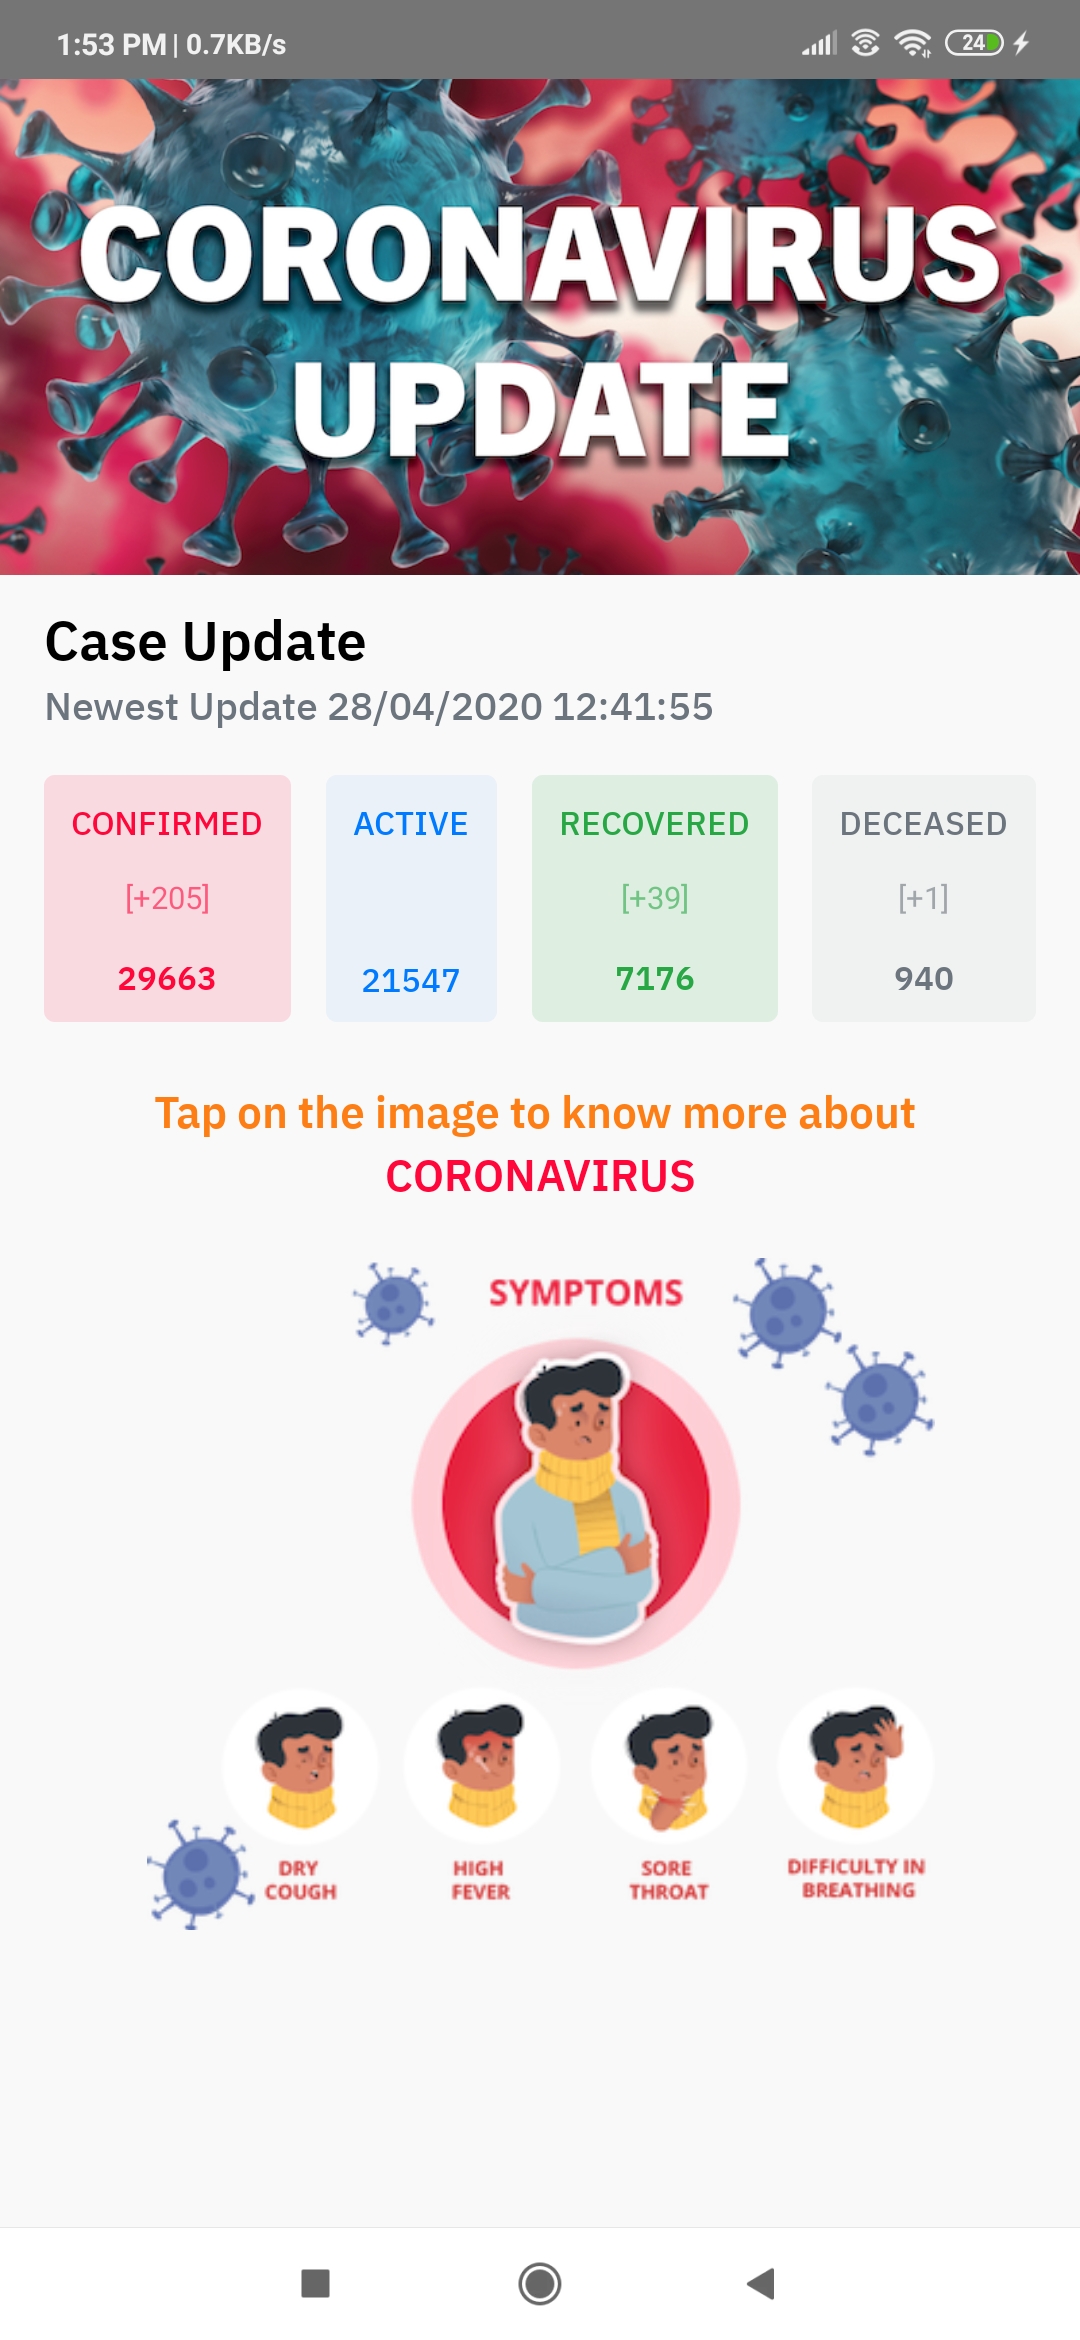 1:53 PM | 0.7KB/s
24
CORONAVIRUS
UPDATE
Case Update
Newest Update 28/04/2020 12:41:55
CONFIRMED
[+205]
29663
ACTIVE
21547
RECOVERED
[+39]
7176
DECEASED
[+1]
940
Tap on the image to know more about
CORONAVIRUS
SYMPTOMS
DRY
COUGH
HIGH
FEVER
SORE
THROAT
DIFFICULTY IN
BREATHING